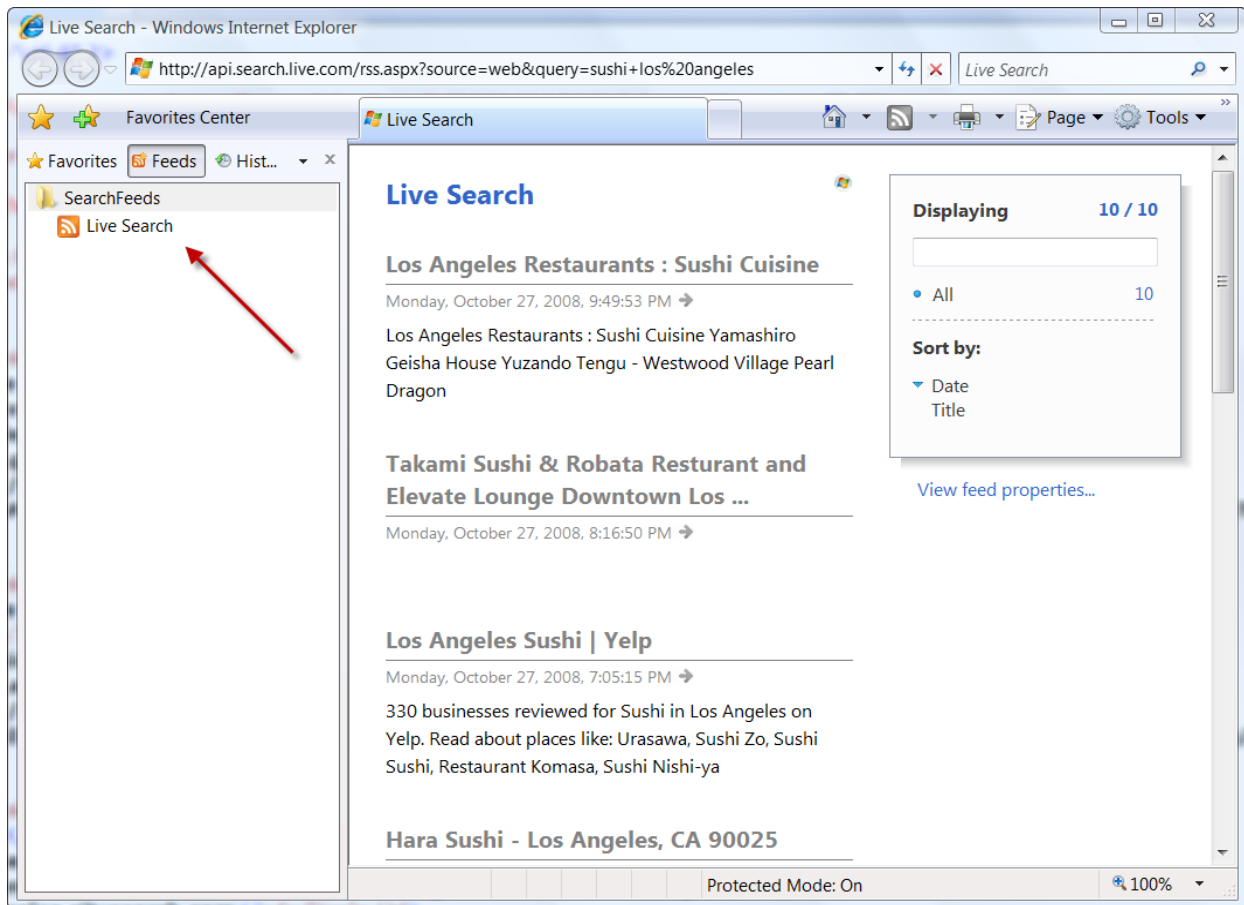 Live Search - Windows Internet Explorer
http://api.search.live.com/rss.aspx?source=web&query=sushi+los%20angeles
Live Search
Favorites Center
Live Search
Page
Tools
Favorites
Feeds
Hist...
SearchFeeds
Live Search
Live Search
Los Angeles Restaurants : Sushi Cuisine
Monday, October 27, 2008, 9:49:53 PM
Los Angeles Restaurants : Sushi Cuisine Yamashiro
Geisha House Yuzando Tengu - Westwood Village Pearl
Dragon
Takami Sushi & Robata Resturant and
Elevate Lounge Downtown Los ...
Monday, October 27, 2008, 8:16:50 PM
Los Angeles Sushi | Yelp
Monday, October 27, 2008, 7:05:15 PM
330 businesses reviewed for Sushi in Los Angeles on
Yelp. Read about places like: Urasawa, Sushi Zo, Sushi
Sushi, Restaurant Komasa, Sushi Nishi-ya
Hara Sushi - Los Angeles, CA 90025
Displaying 10 / 10
All 10
Sort by:
Date
Title
View feed properties...
Protected Mode: On
100%